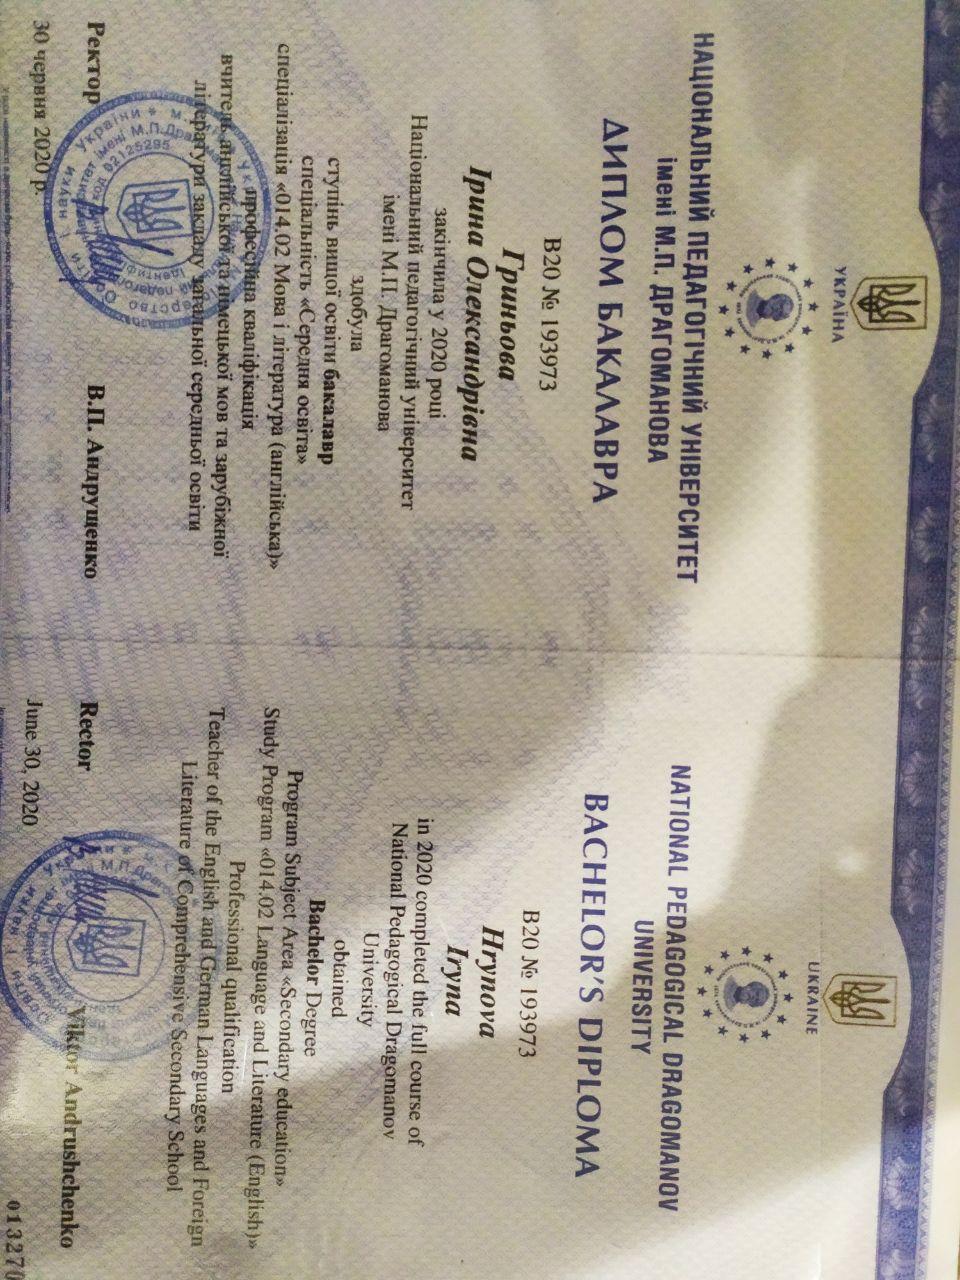 УКРАЇНА
НАЦІОНАЛЬНИЙ ПЕДАГОГІЧНИЙ УНІВЕРСИТЕТ
імені М.П. ДРАГОМАНОВА
ДИПЛОМ БАКАЛАВРА
В20 № 193973
Гриньова
Ірина Олександрівна
закінчила у 2020 році
Національний педагогічний університет
імені М.П. Драгоманова
здобула
ступінь вищої освіти бакалавр
спеціальність «Середня освіта»
спеціалізація «014.02 Мова і література (англійська)»
професійна кваліфікація
вчитель англійської та німецької мов та зарубіжної
літератури закладу загальної середньої освіти
Ректор В.П. Андрущенко
30 червня 2020 р.
02125295
UKRAINE
NATIONAL PEDAGOGICAL DRAGOMANOV
UNIVERSITY
BACHELOR'S DIPLOMA
B20 № 193973
Hrynova
Iryna
in 2020 completed the full course of
National Pedagogical Dragomanov
University
obtained
Bachelor Degree
Program Subject Area «Secondary education»
Study Program «014.02 Language and Literature (English)»
Professional qualification
Teacher of the English and German Languages and Foreign
Literature of Comprehensive Secondary School
Rector Viktor Andrushchenko
June 30, 2020
013270